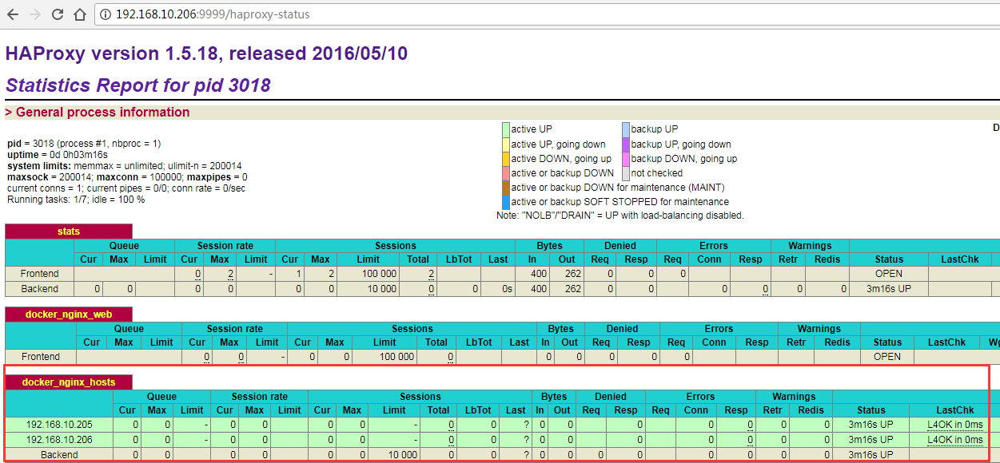 192.168.10.206:9999/haproxy-status
HAProxy version 1.5.18, released 2016/05/10
Statistics Report for pid 3018
> General process information
pid = 3018 (process #1, nbproc = 1)
uptime = 0d 0h03m16s
system limits: memmax = unlimited; ulimit-n = 200014
maxsock = 200014; maxconn = 100000; maxpipes = 0
current conns = 1; current pipes = 0/0; conn rate = 0/sec
Running tasks: 1/7; idle = 100 %
active UP backup UP
active UP, going down backup UP, going down
active DOWN, going up backup DOWN, going up
active or backup DOWN not checked
active or backup DOWN for maintenance (MAINT)
active or backup SOFT STOPPED for maintenance
Note: "NOLB"/"DRAIN" = UP with load-balancing disabled.
D
stats
Queue Session rate Sessions Bytes Denied Errors Warnings
Cur Max Limit Cur Max Limit Cur Max Limit Total LbTot Last In Out Req Resp Req Conn Resp Retr Redis Status LastChk
Frontend 0 2 - 1 2 100 000 2 400 262 0 0 0 OPEN
Backend 0 0 0 0 0 0 10 000 0 0 0s 400 262 0 0 0 0 0 0 3m16s UP
docker_nginx_web
Queue Session rate Sessions Bytes Denied Errors Warnings
Cur Max Limit Cur Max Limit Cur Max Limit Total LbTot Last In Out Req Resp Req Conn Resp Retr Redis Status LastChk Wg
Frontend 0 0 - 0 0 100 000 0 0 0 0 0 0 OPEN
docker_nginx_hosts
Queue Session rate Sessions Bytes Denied Errors Warnings
Cur Max Limit Cur Max Limit Cur Max Limit Total LbTot Last In Out Req Resp Req Conn Resp Retr Redis Status LastChk
192.168.10.205 0 0 - 0 0 0 0 - 0 0 ? 0 0 0 0 0 0 0 3m16s UP L4OK in 0ms
192.168.10.206 0 0 - 0 0 0 0 - 0 0 ? 0 0 0 0 0 0 0 3m16s UP L4OK in 0ms
Backend 0 0 0 0 0 0 10 000 0 0 ? 0 0 0 0 0 0 0 0 3m16s UP